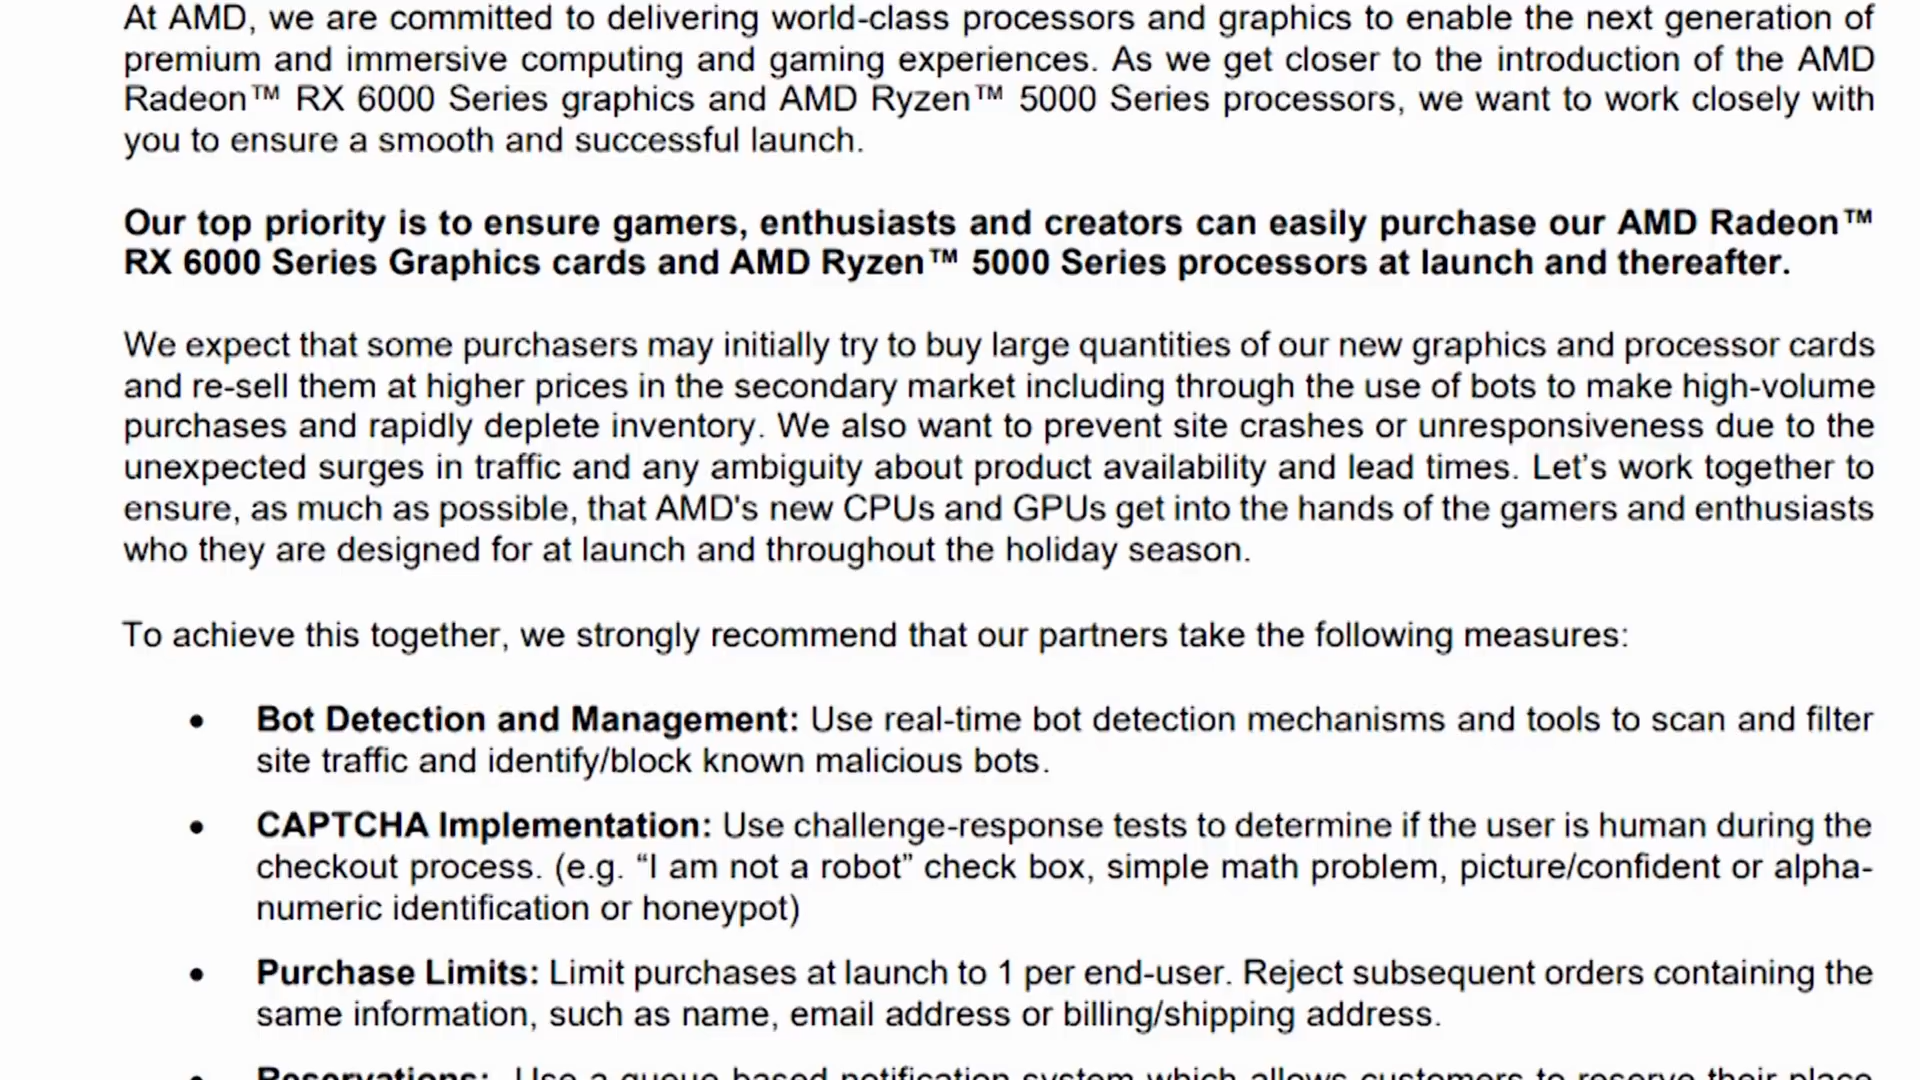 At AMD, we are committed to delivering world-class processors and graphics to enable the next generation of
premium and immersive computing and gaming experiences. As we get closer to the introduction of the AMD
Radeon™ RX 6000 Series graphics and AMD Ryzen™ 5000 Series processors, we want to work closely with
you to ensure a smooth and successful launch.
Our top priority is to ensure gamers, enthusiasts and creators can easily purchase our AMD Radeon™
RX 6000 Series Graphics cards and AMD Ryzen™ 5000 Series processors at launch and thereafter.
We expect that some purchasers may initially try to buy large quantities of our new graphics and processor cards
and re-sell them at higher prices in the secondary market including through the use of bots to make high-volume
purchases and rapidly deplete inventory. We also want to prevent site crashes or unresponsiveness due to the
unexpected surges in traffic and any ambiguity about product availability and lead times. Let’s work together to
ensure, as much as possible, that AMD's new CPUs and GPUs get into the hands of the gamers and enthusiasts
who they are designed for at launch and throughout the holiday season.
To achieve this together, we strongly recommend that our partners take the following measures:
• Bot Detection and Management: Use real-time bot detection mechanisms and tools to scan and filter
site traffic and identify/block known malicious bots.
• CAPTCHA Implementation: Use challenge-response tests to determine if the user is human during the
checkout process. (e.g. “I am not a robot” check box, simple math problem, picture/confident or alpha-
numeric identification or honeypot)
• Purchase Limits: Limit purchases at launch to 1 per end-user. Reject subsequent orders containing the
same information, such as name, email address or billing/shipping address.
• Reservations: Use a queue-based notification system which allows customers to reserve their place